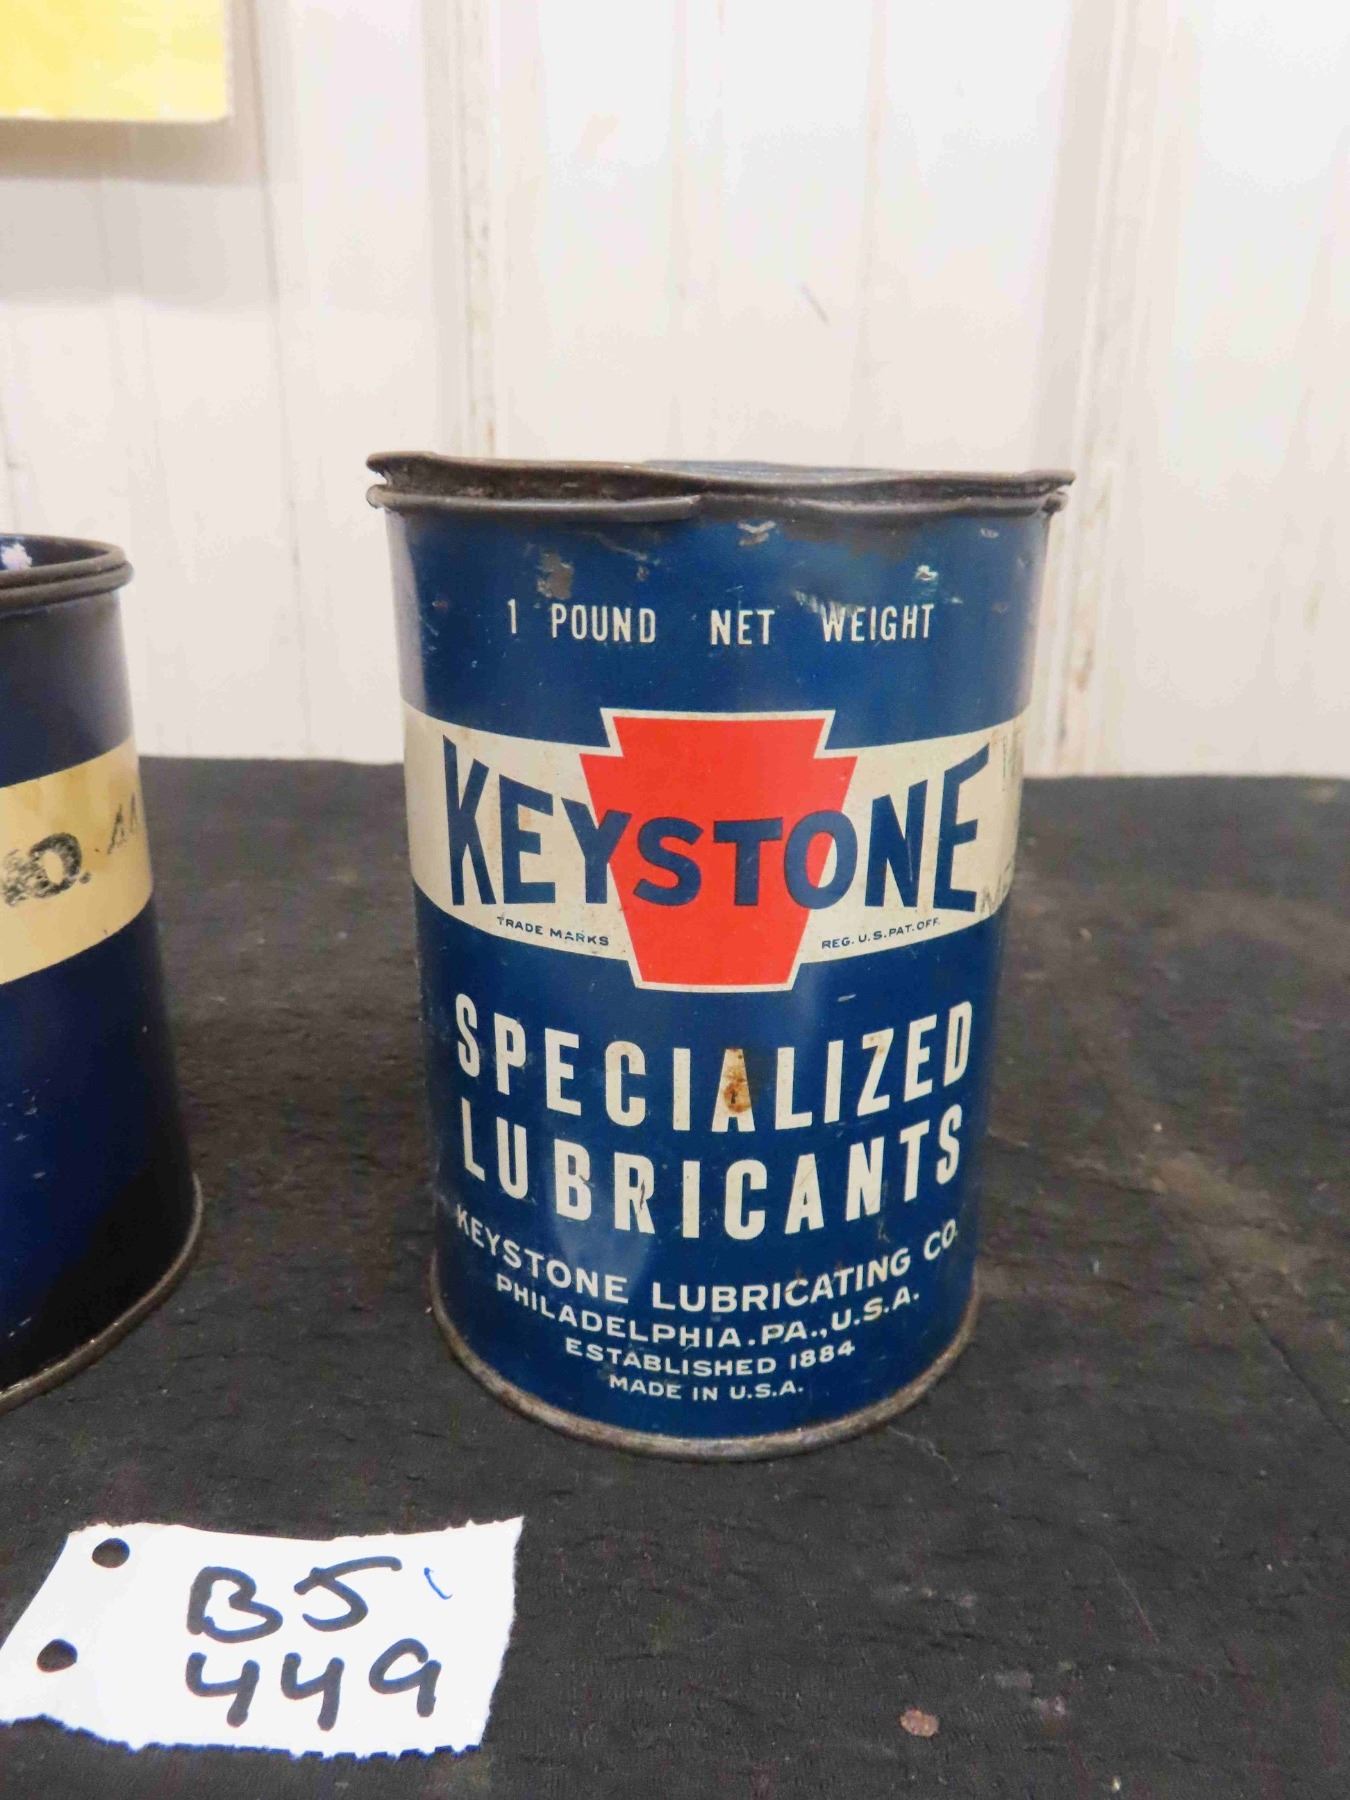 1 POUND NET WEIGHT
KEYSTONE
TRADE MARKS REG. U.S. PAT. OFF.
SPECIALIZED
LUBRICANTS
KEYSTONE LUBRICATING CO.
PHILADELPHIA. PA., U.S.A.
ESTABLISHED 1884
MADE IN U.S.A.
B5
449